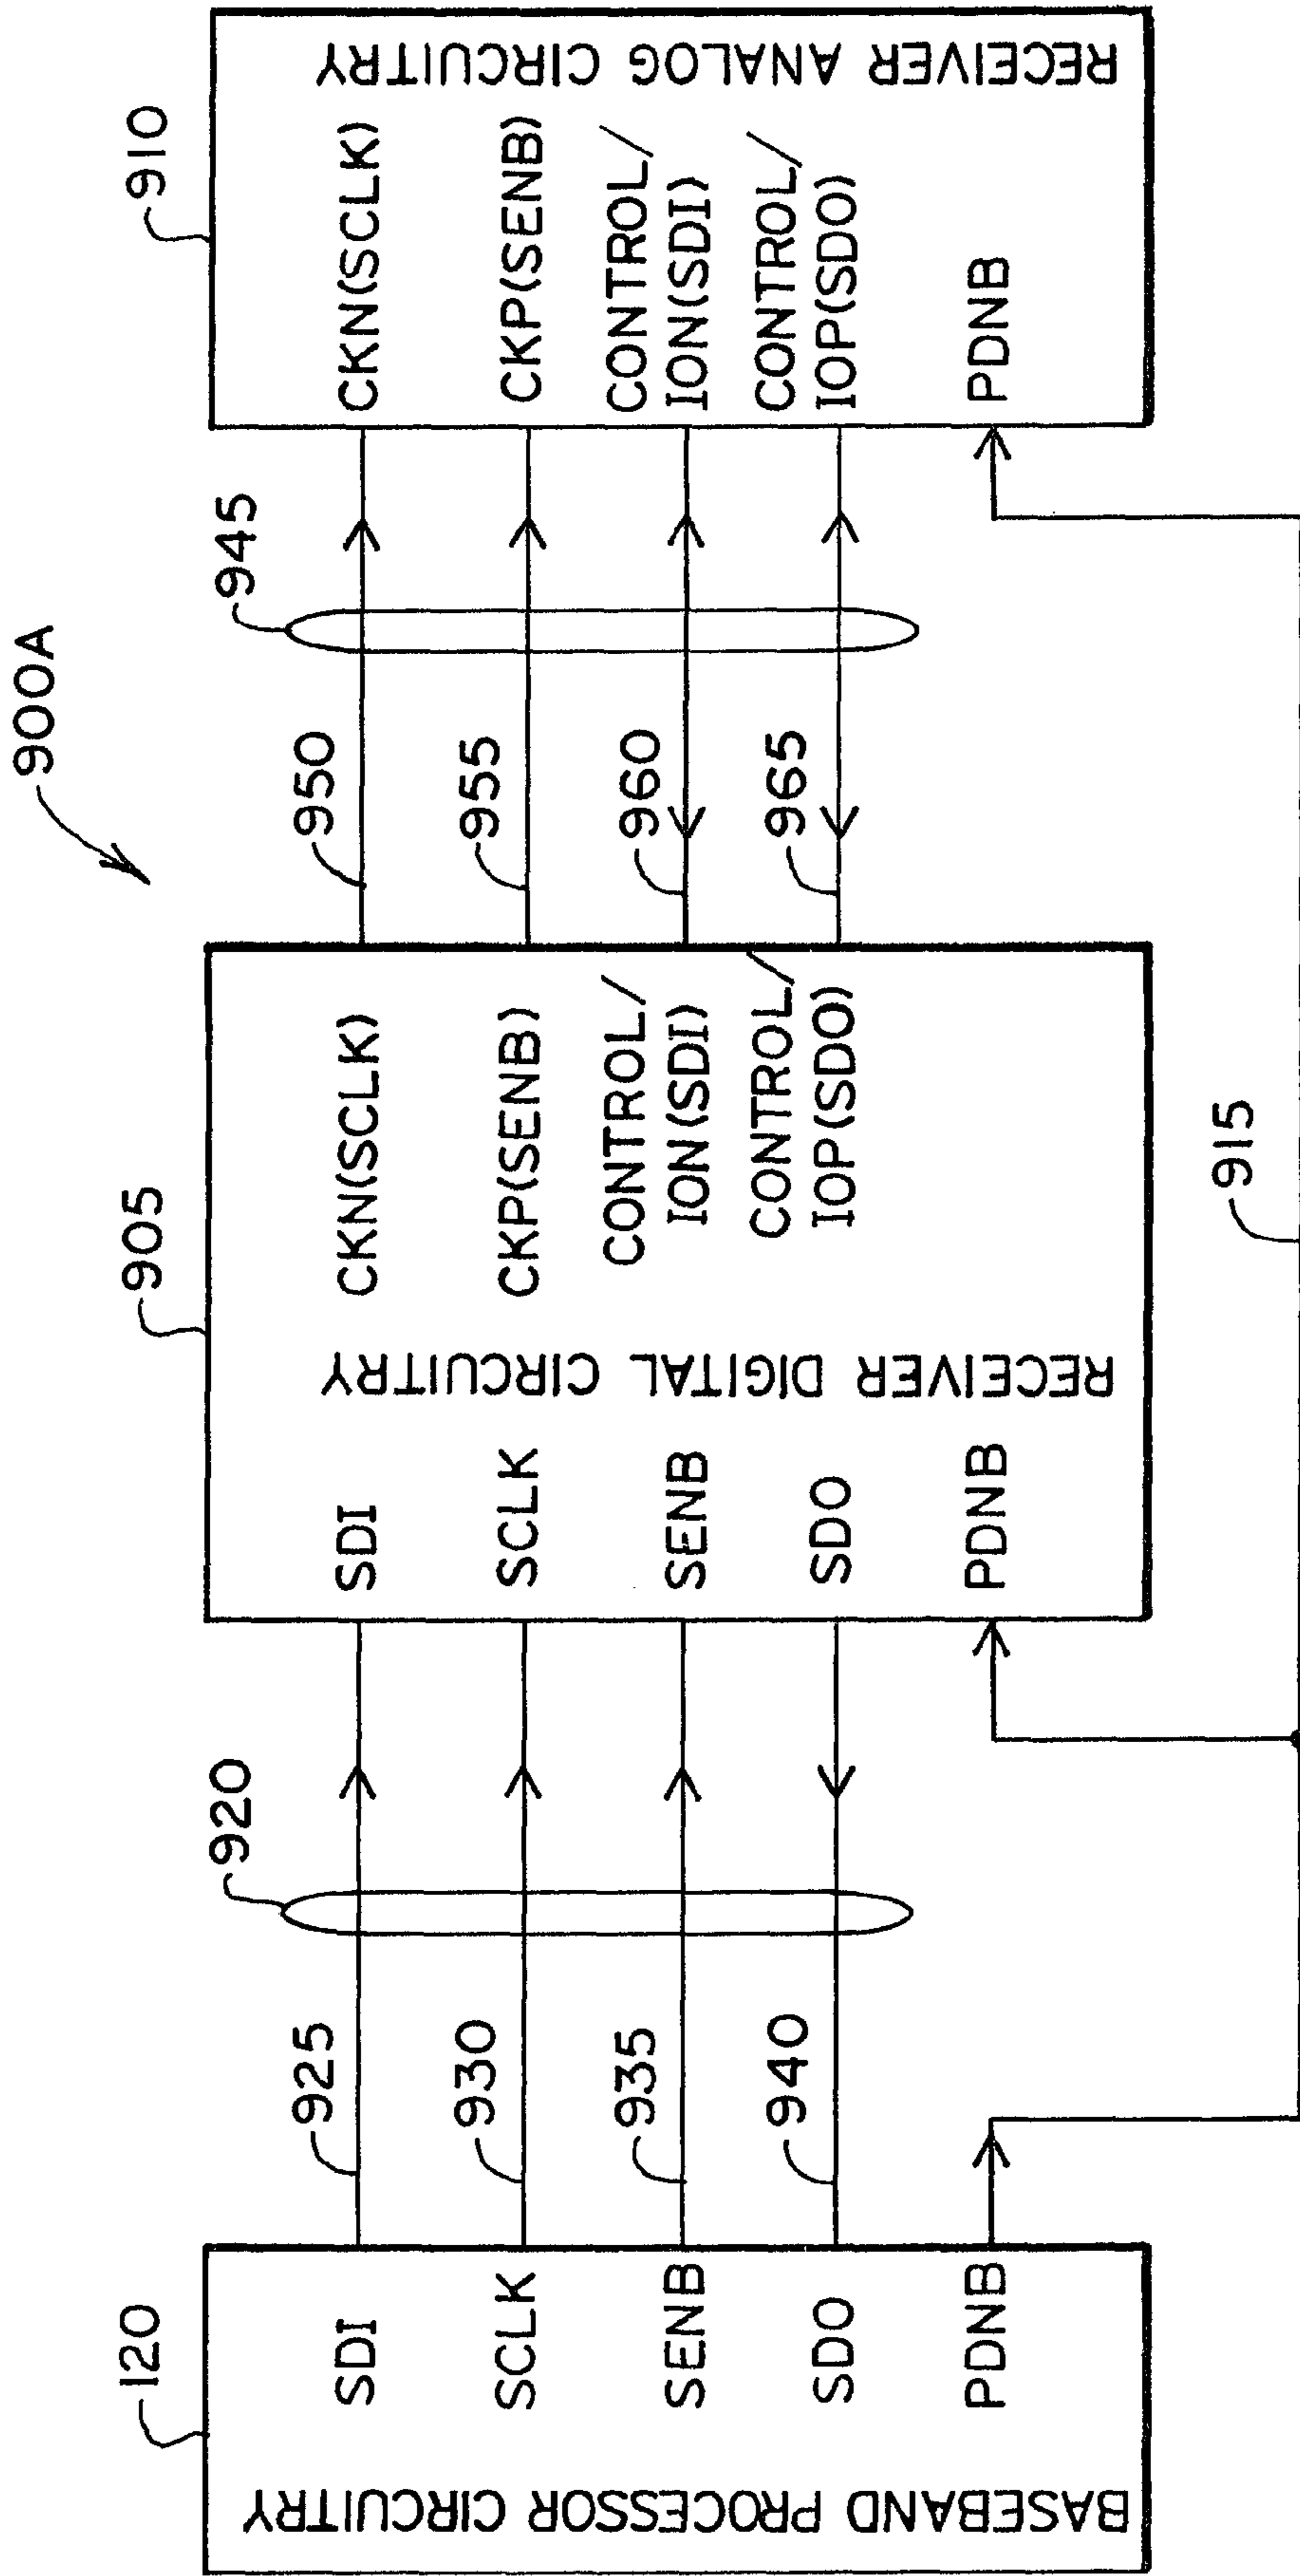 900A
120
BASEBAND PROCESSOR CIRCUITRY
SDI
SCLK
SENB
SDO
PDNB
925
930
935
940
920
905
SDI
SCLK
SENB
SDO
PDNB
RECEIVER DIGITAL CIRCUITRY
CKN(SCLK)
CKP(SENB)
CONTROL/
ION(SDI)
CONTROL/
IOP(SDO)
950
955
960
965
945
910
CKN(SCLK)
CKP(SENB)
CONTROL/
ION(SDI)
CONTROL/
IOP(SDO)
PDNB
RECEIVER ANALOG CIRCUITRY
915